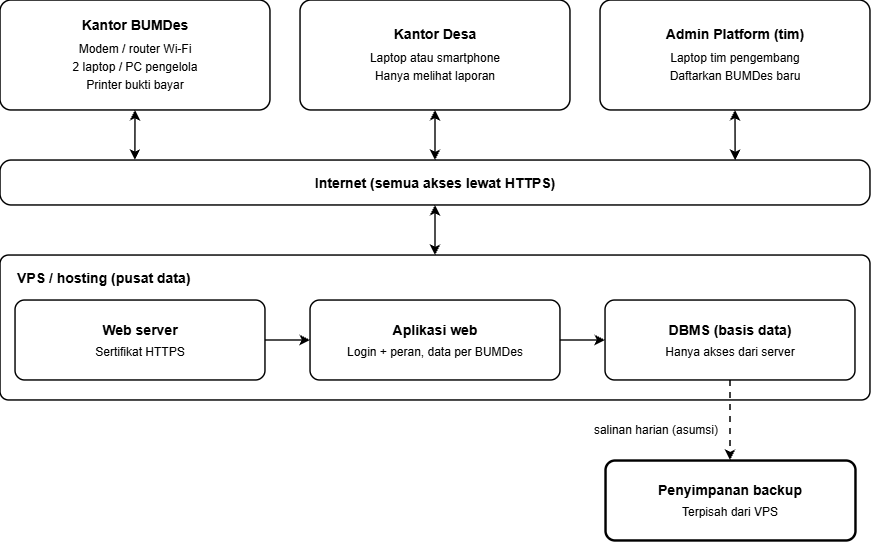 Kantor BUMDes
Modem / router Wi-Fi
2 laptop / PC pengelola
Printer bukti bayar
Kantor Desa
Laptop atau smartphone
Hanya melihat laporan
Admin Platform (tim)
Laptop tim pengembang
Daftarkan BUMDes baru
Internet (semua akses lewat HTTPS)
VPS / hosting (pusat data)
Web server
Sertifikat HTTPS
Aplikasi web
Login + peran, data per BUMDes
DBMS (basis data)
Hanya akses dari server
salinan harian (asumsi)
Penyimpanan backup
Terpisah dari VPS